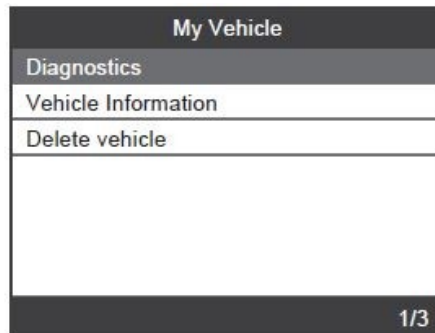 My Vehicle
Diagnostics
Vehicle Information
Delete vehicle
1/3